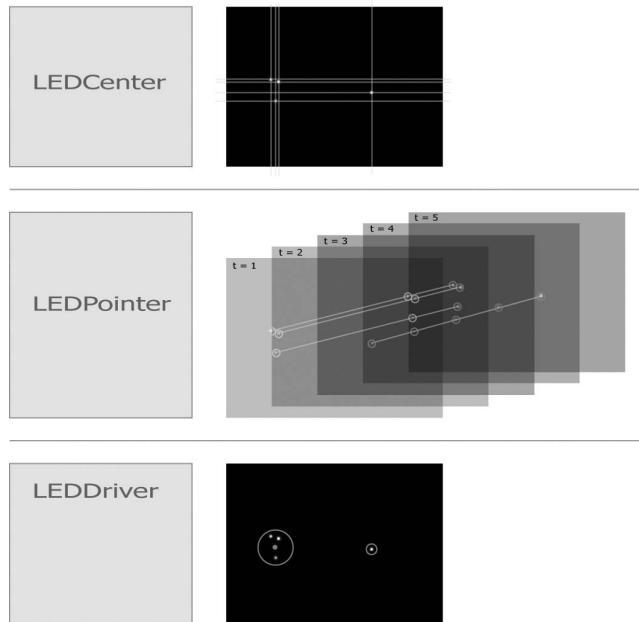 LEDCenter
t = 5
t = 4
t = 3
t = 2
t = 1
LEDPointer
LEDDriver